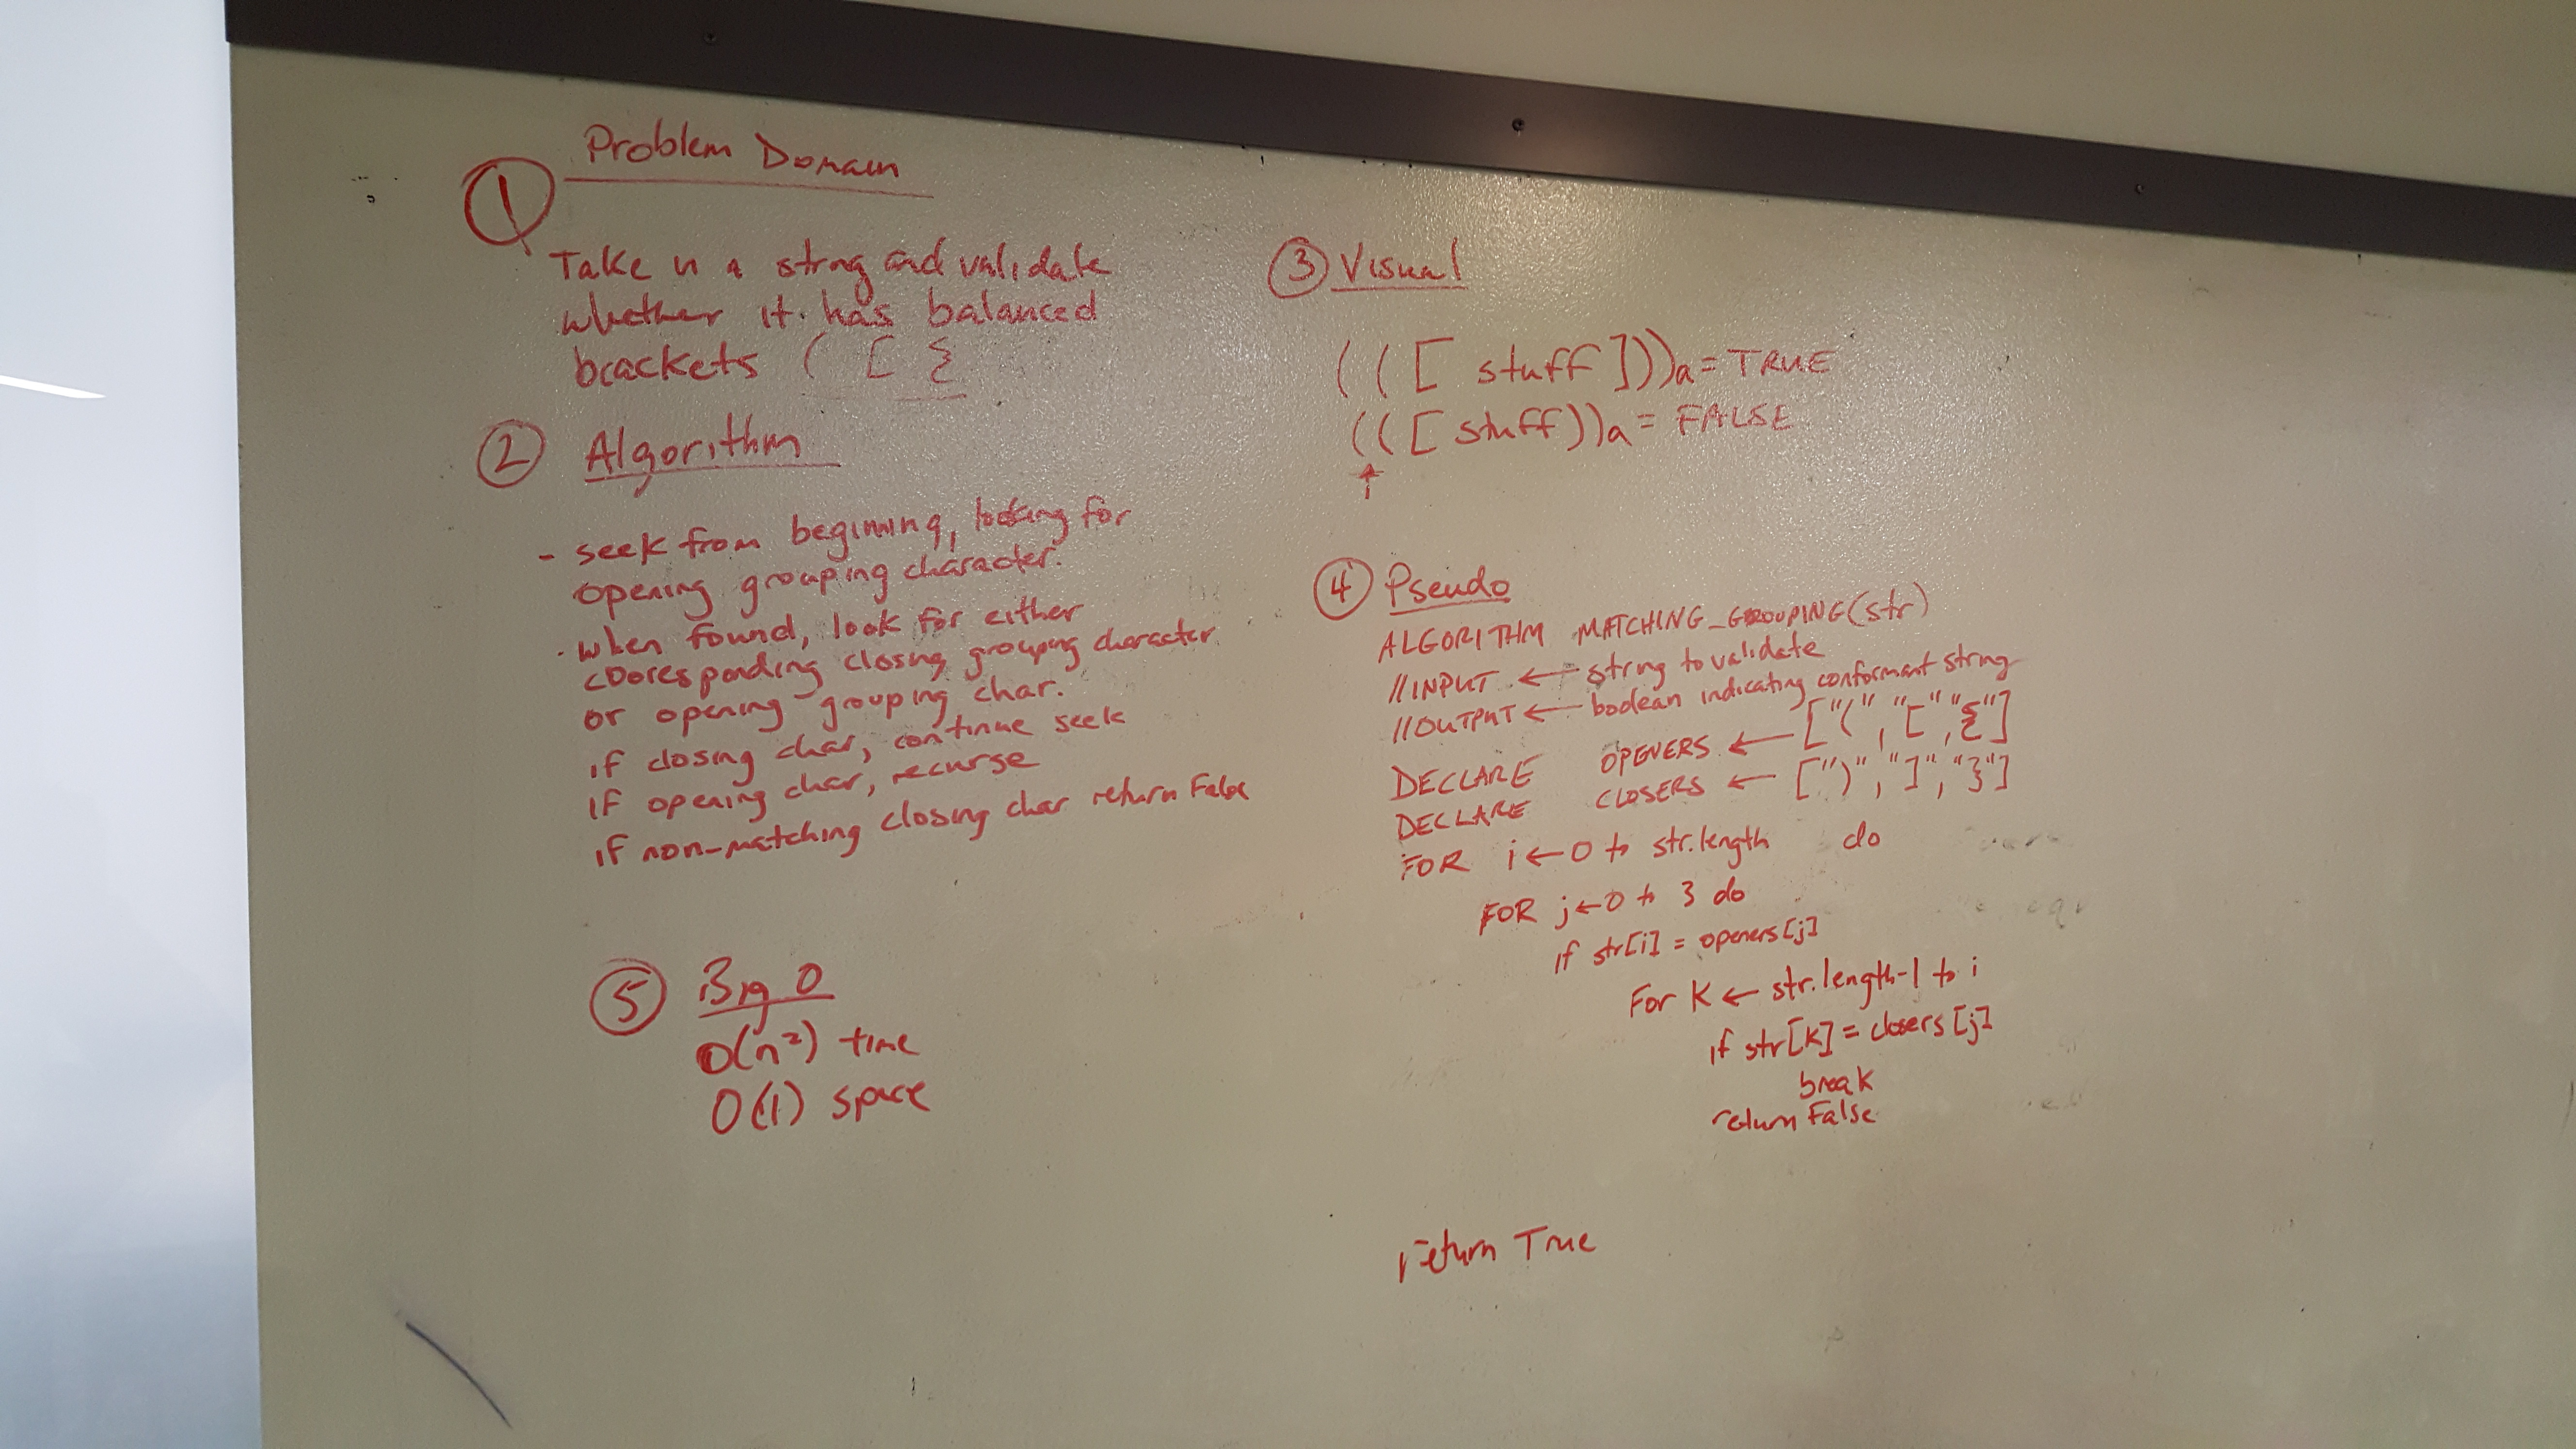 ① Problem Domain
Take in a string and validate
whether it has balanced
brackets ( [ {
② Algorithm
- seek from beginning, looking for
opening grouping character.
- when found, look for either
cooresponding closing grouping character
or opening grouping char.
if closing char, continue seek
if opening char, recurse
if non-matching closing char return False
③ Visual
(([ stuff ]))a = TRUE
(([ stuff))a = FALSE
↑
④ Pseudo
ALGORITHM MATCHING_GROUPING(str)
//INPUT ← string to validate
//OUTPUT ← boolean indicating conformant string
DECLARE OPENERS ← ["(", "[", "{"]
DECLARE CLOSERS ← [")", "]", "}"]
FOR i ← 0 to str.length do
FOR j ← 0 to 3 do
if str[i] = openers[j]
For K ← str.length-1 to i
if str[k] = closers[j]
break
return False
return True
⑤ Big O
O(n²) time
O(1) space